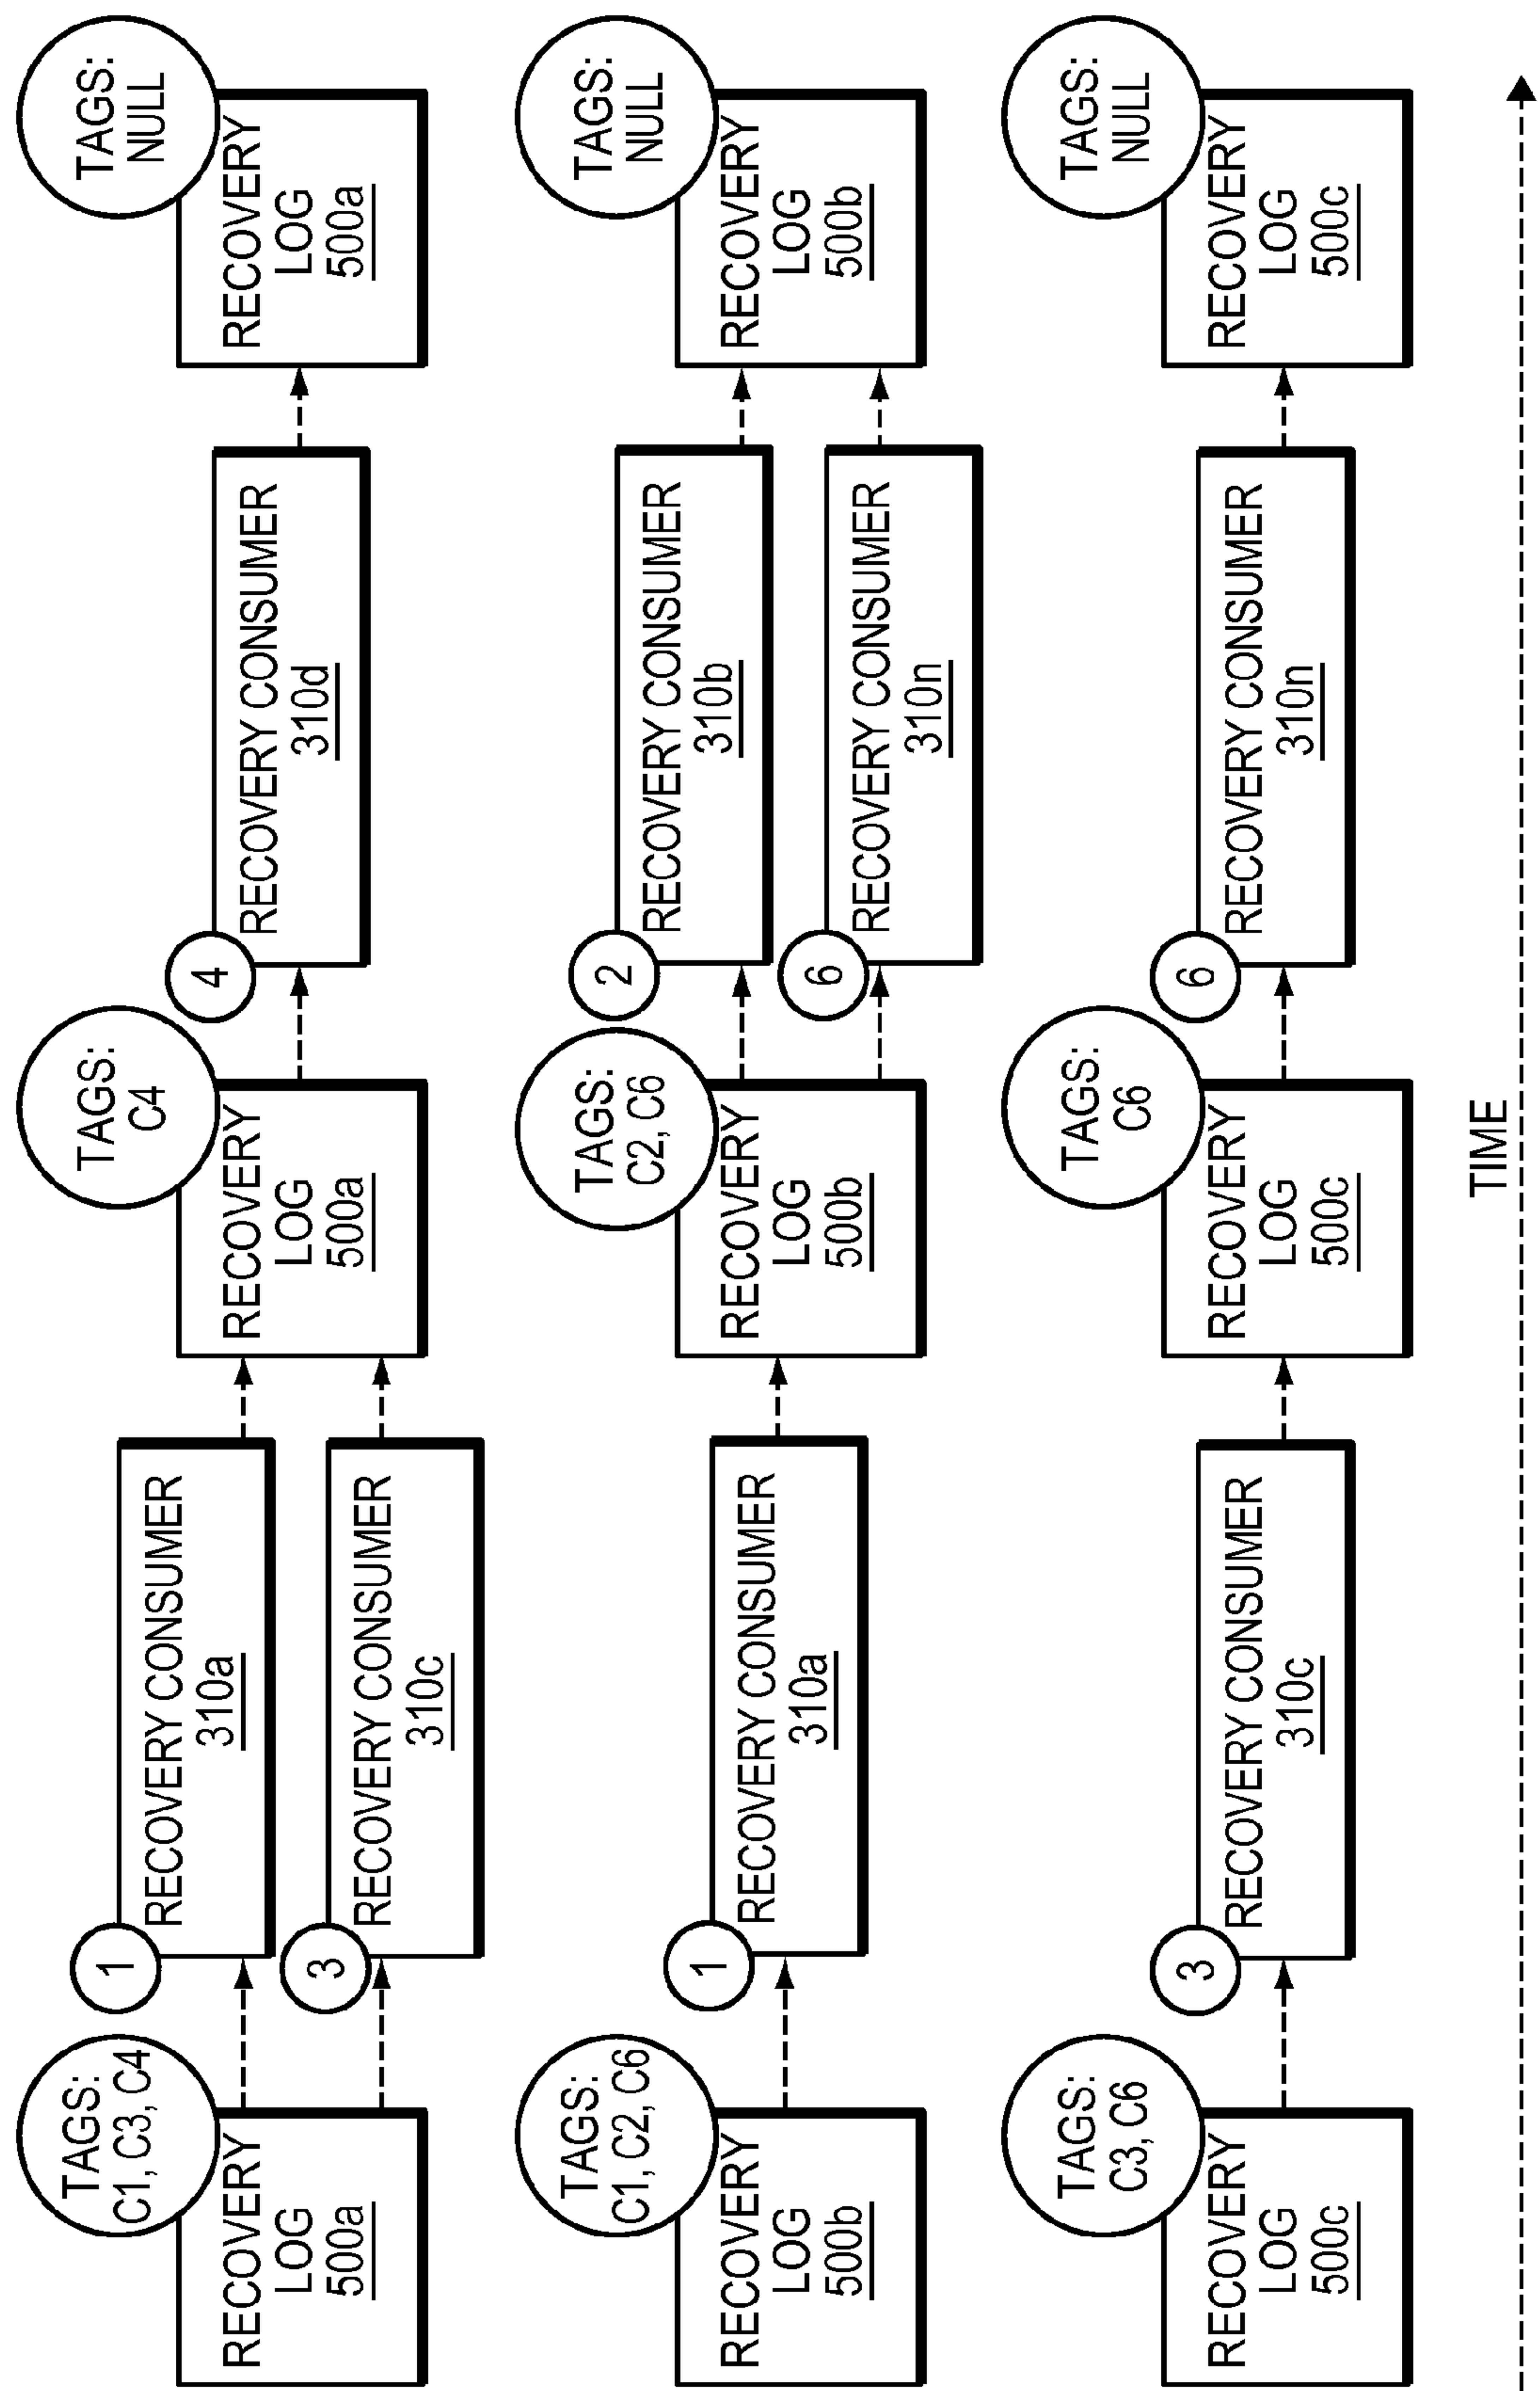 TAGS:
C1, C3, C4
RECOVERY
LOG
500a
1
RECOVERY CONSUMER
310a
3
RECOVERY CONSUMER
310c
TAGS:
C4
RECOVERY
LOG
500a
4
RECOVERY CONSUMER
310d
TAGS:
NULL
RECOVERY
LOG
500a
TAGS:
C1, C2, C6
RECOVERY
LOG
500b
1
RECOVERY CONSUMER
310a
TAGS:
C2, C6
RECOVERY
LOG
500b
2
RECOVERY CONSUMER
310b
6
RECOVERY CONSUMER
310n
TAGS:
NULL
RECOVERY
LOG
500b
TAGS:
C3, C6
RECOVERY
LOG
500c
3
RECOVERY CONSUMER
310c
TAGS:
C6
RECOVERY
LOG
500c
6
RECOVERY CONSUMER
310n
TAGS:
NULL
RECOVERY
LOG
500c
TIME